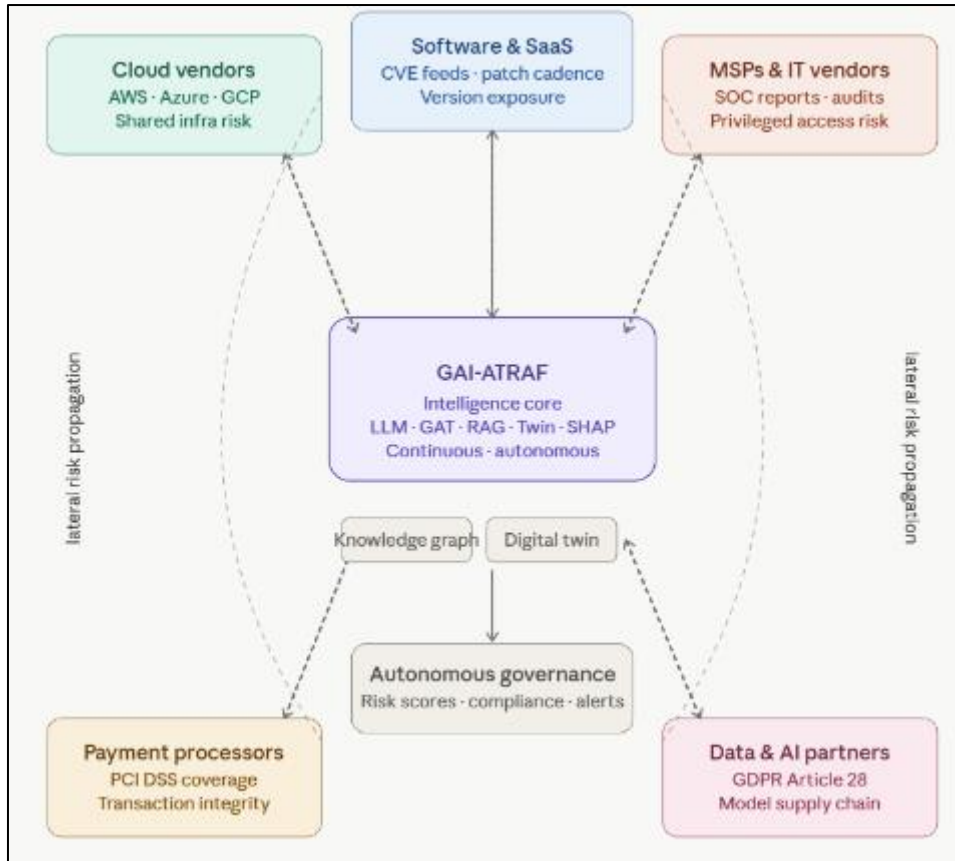 Cloud vendors
AWS · Azure · GCP
Shared infra risk
Software & SaaS
CVE feeds · patch cadence
Version exposure
MSPs & IT vendors
SOC reports · audits
Privileged access risk
lateral risk propagation
GAI-ATRAF
Intelligence core
LLM · GAT · RAG · Twin · SHAP
Continuous · autonomous
lateral risk propagation
Knowledge graph
Digital twin
Autonomous governance
Risk scores · compliance · alerts
Payment processors
PCI DSS coverage
Transaction integrity
Data & AI partners
GDPR Article 28
Model supply chain